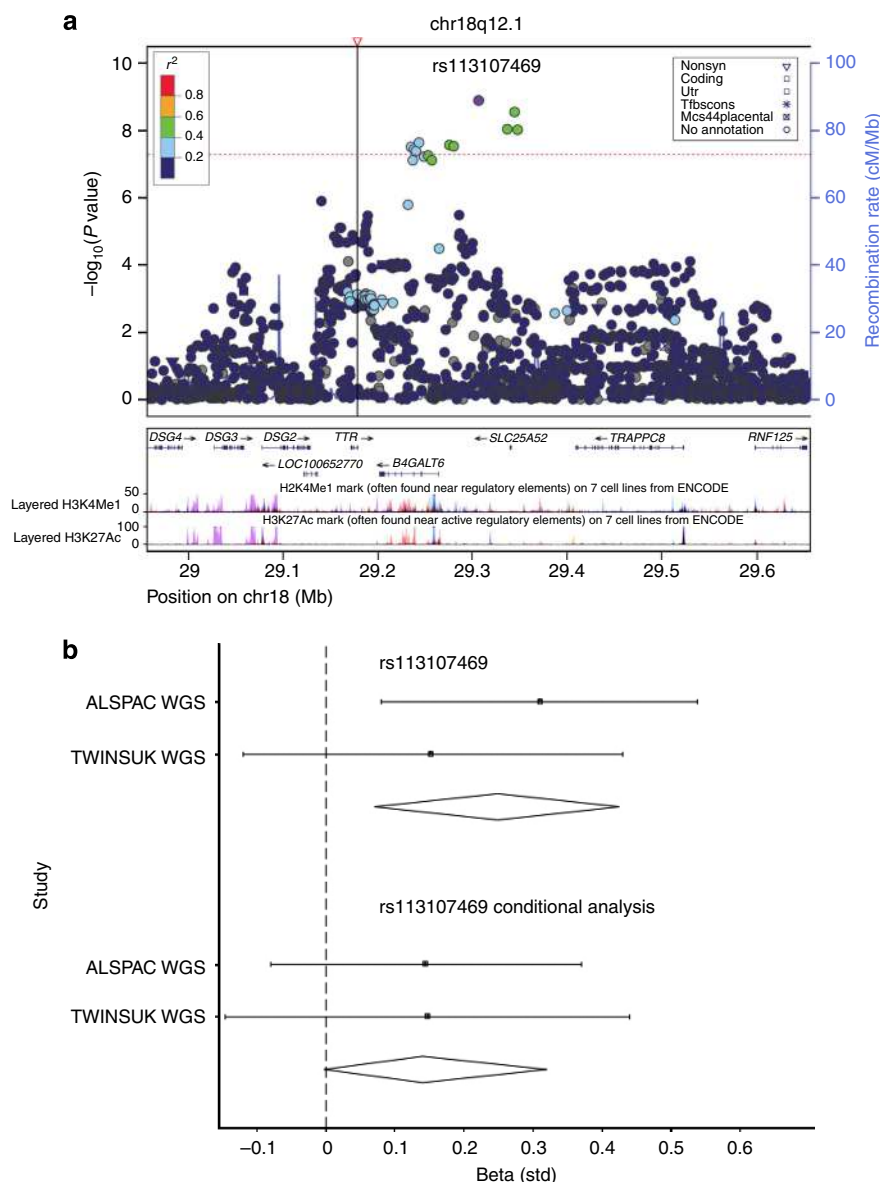 a
chr18q12.1
rs113107469
r²
0.8
0.6
0.4
0.2
Nonsyn
Coding
Utr
Tfbscons
Mcs44placental
No annotation
10
8
6
4
2
0
–log10(P value)
100
80
60
40
20
0
Recombination rate (cM/Mb)
DSG4 DSG3 DSG2 TTR SLC25A52 TRAPPC8 RNF125
LOC100652770 B4GALT6
H2K4Me1 mark (often found near regulatory elements) on 7 cell lines from ENCODE
Layered H3K4Me1
50
0
H3K27Ac mark (often found near active regulatory elements) on 7 cell lines from ENCODE
Layered H3K27Ac
100
0
29 29.1 29.2 29.3 29.4 29.5 29.6
Position on chr18 (Mb)
b
rs113107469
ALSPAC WGS
TWINSUK WGS
Study
rs113107469 conditional analysis
ALSPAC WGS
TWINSUK WGS
–0.1 0 0.1 0.2 0.3 0.4 0.5 0.6
Beta (std)